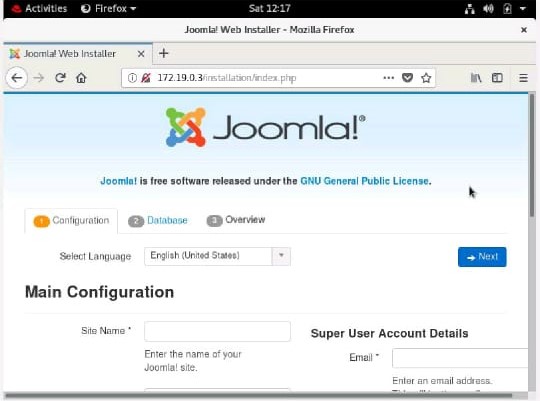 Activities Firefox Sat 12:17
Joomla! Web Installer - Mozilla Firefox
Joomla! Web Installer
172.19.0.3/installation/index.php
Joomla!®
Joomla! is free software released under the GNU General Public License.
1 Configuration 2 Database 3 Overview
Select Language English (United States) Next
Main Configuration
Site Name *
Enter the name of your
Joomla! site.
Super User Account Details
Email *
Enter an email address.